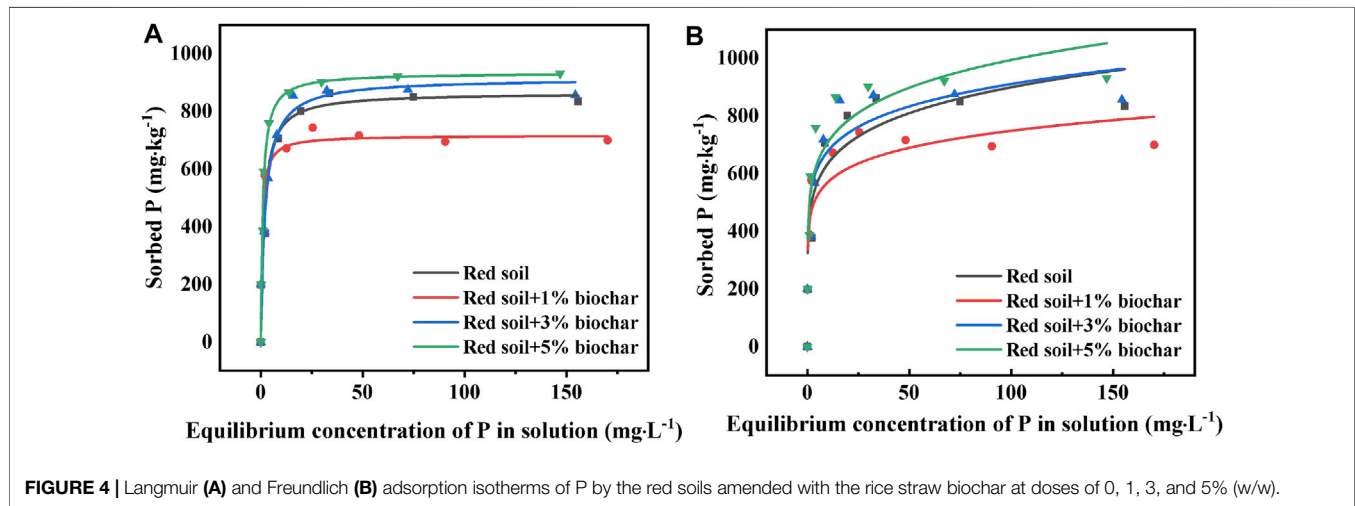 A
Sorbed P (mg·kg⁻¹)
1000
800
600
400
200
0
Red soil
Red soil+1% biochar
Red soil+3% biochar
Red soil+5% biochar
0 50 100 150
Equilibrium concentration of P in solution (mg·L⁻¹)
B
Sorbed P (mg·kg⁻¹)
1000
800
600
400
200
0
Red soil
Red soil+1% biochar
Red soil+3% biochar
Red soil+5% biochar
0 50 100 150
Equilibrium concentration of P in solution (mg·L⁻¹)
FIGURE 4 | Langmuir (A) and Freundlich (B) adsorption isotherms of P by the red soils amended with the rice straw biochar at doses of 0, 1, 3, and 5% (w/w).